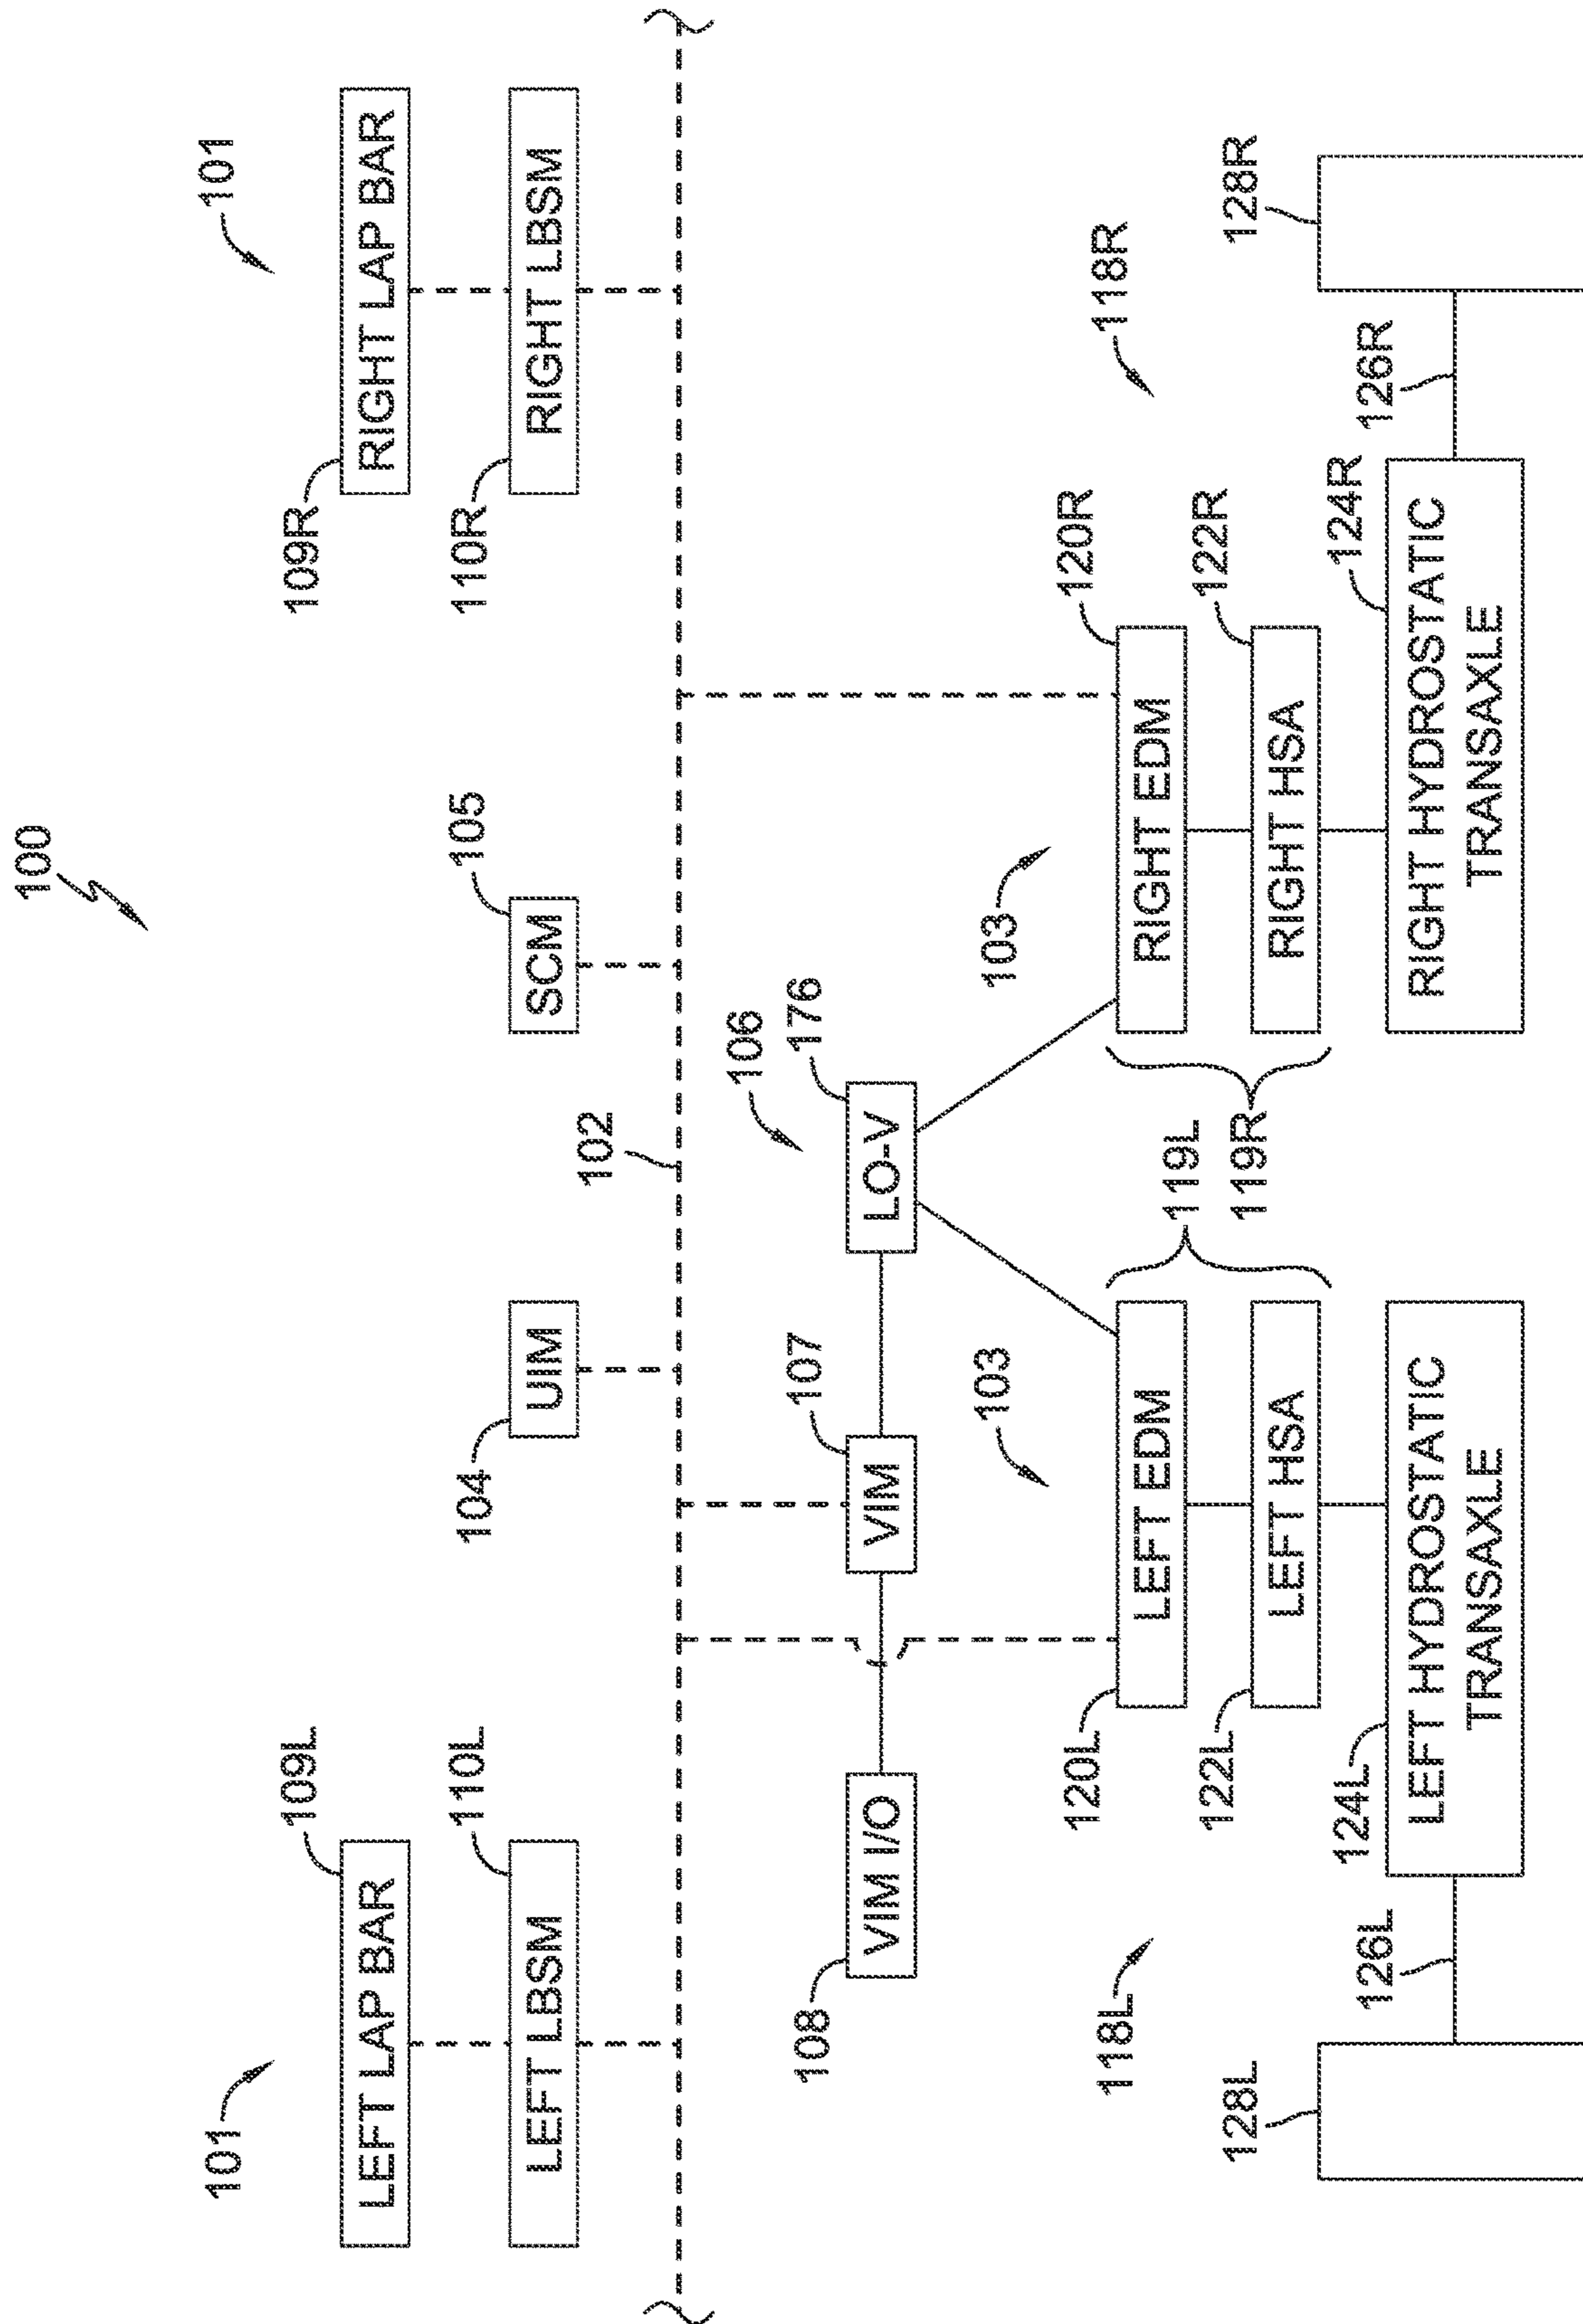 100
101
109L
LEFT LAP BAR
110L
LEFT LBSM
104
UIM
105
SCM
101
109R
RIGHT LAP BAR
110R
RIGHT LBSM
102
108
VIM I/O
107
VIM
106
176
LO-V
118L
103
120L
LEFT EDM
122L
LEFT HSA
119L
119R
103
120R
RIGHT EDM
122R
RIGHT HSA
118R
128L
126L
124L
LEFT HYDROSTATIC
TRANSAXLE
124R
RIGHT HYDROSTATIC
TRANSAXLE
126R
128R